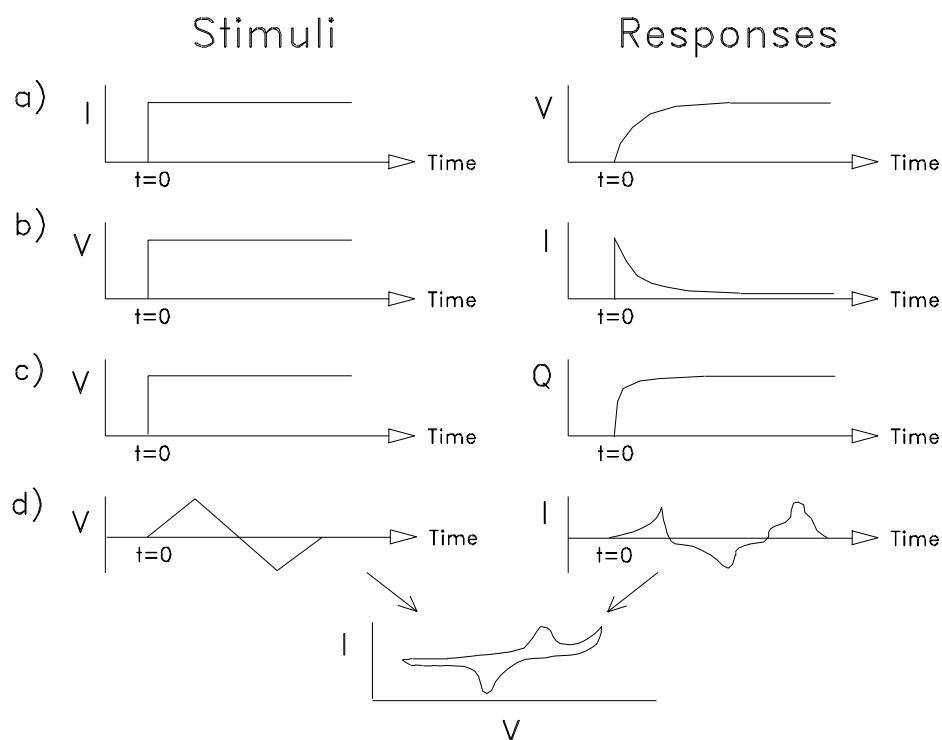 Stimuli Responses
a) I Time t=0 V Time t=0
b) V Time t=0 I Time t=0
c) V Time t=0 Q Time t=0
d) V Time t=0 I Time t=0
I
V